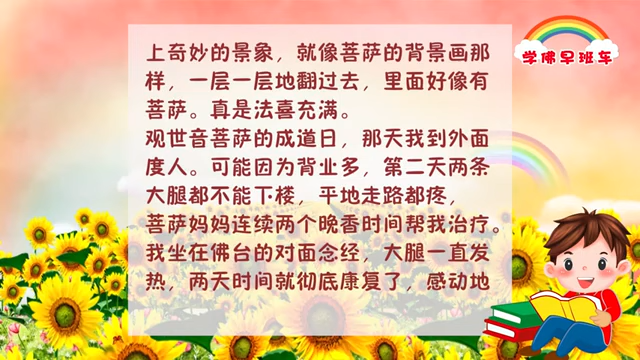 学佛早班车
上奇妙的景象，就像菩萨的背景画那
样，一层一层地翻过去，里面好像有
菩萨。真是法喜充满。
观世音菩萨的成道日，那天我到外面
度人。可能因为背业多，第二天两条
大腿都不能下楼，平地走路都疼，
菩萨妈妈连续两个晚香时间帮我治疗。
我坐在佛台的对面念经，大腿一直发
热，两天时间就彻底康复了，感动地